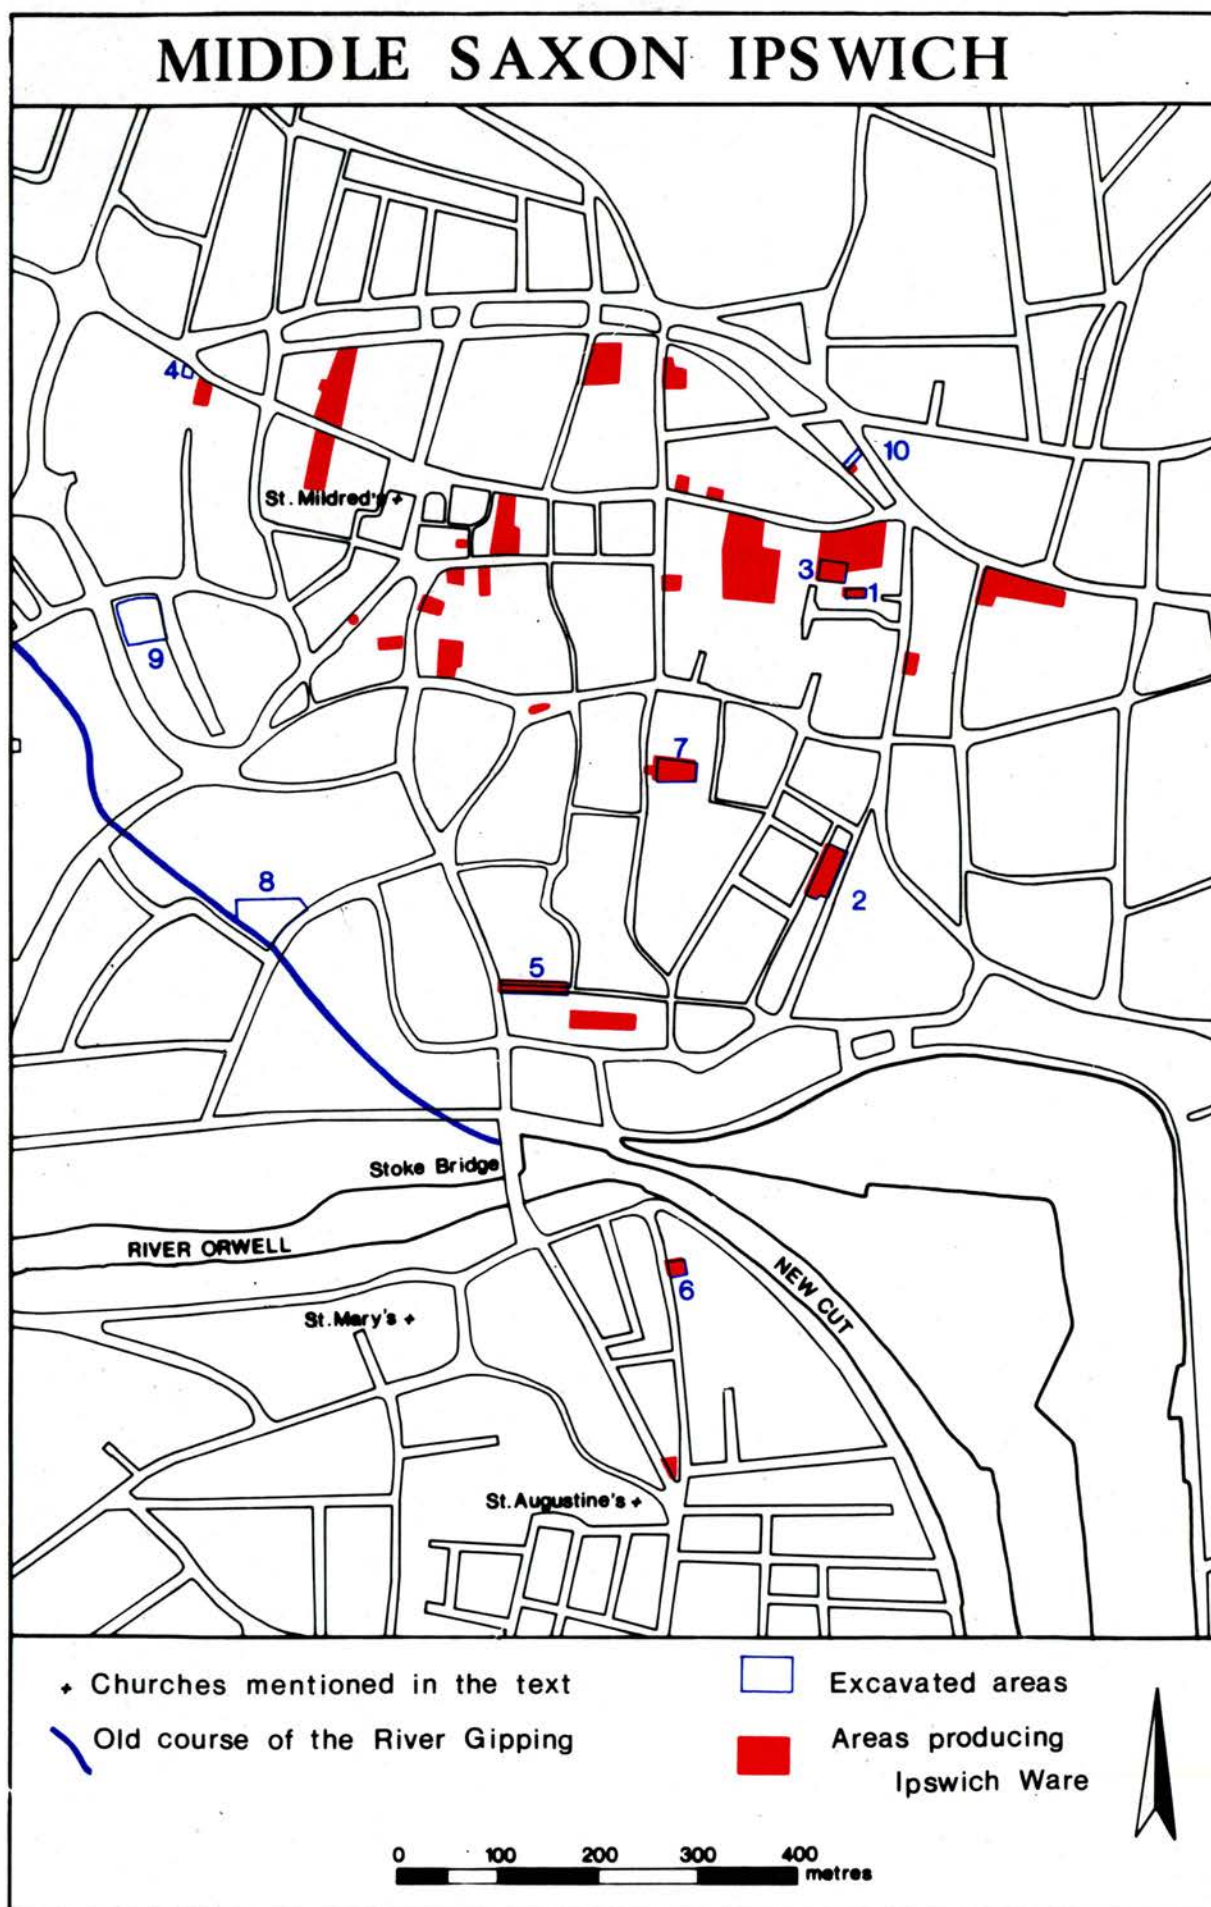 MIDDLE SAXON IPSWICH
4
10
St. Mildred's
3
1
9
7
8
2
5
Stoke Bridge
RIVER ORWELL
NEW CUT
6
St. Mary's
St. Augustine's
Churches mentioned in the text
Excavated areas
Old course of the River Gipping
Areas producing
Ipswich Ware
0 100 200 300 400
metres